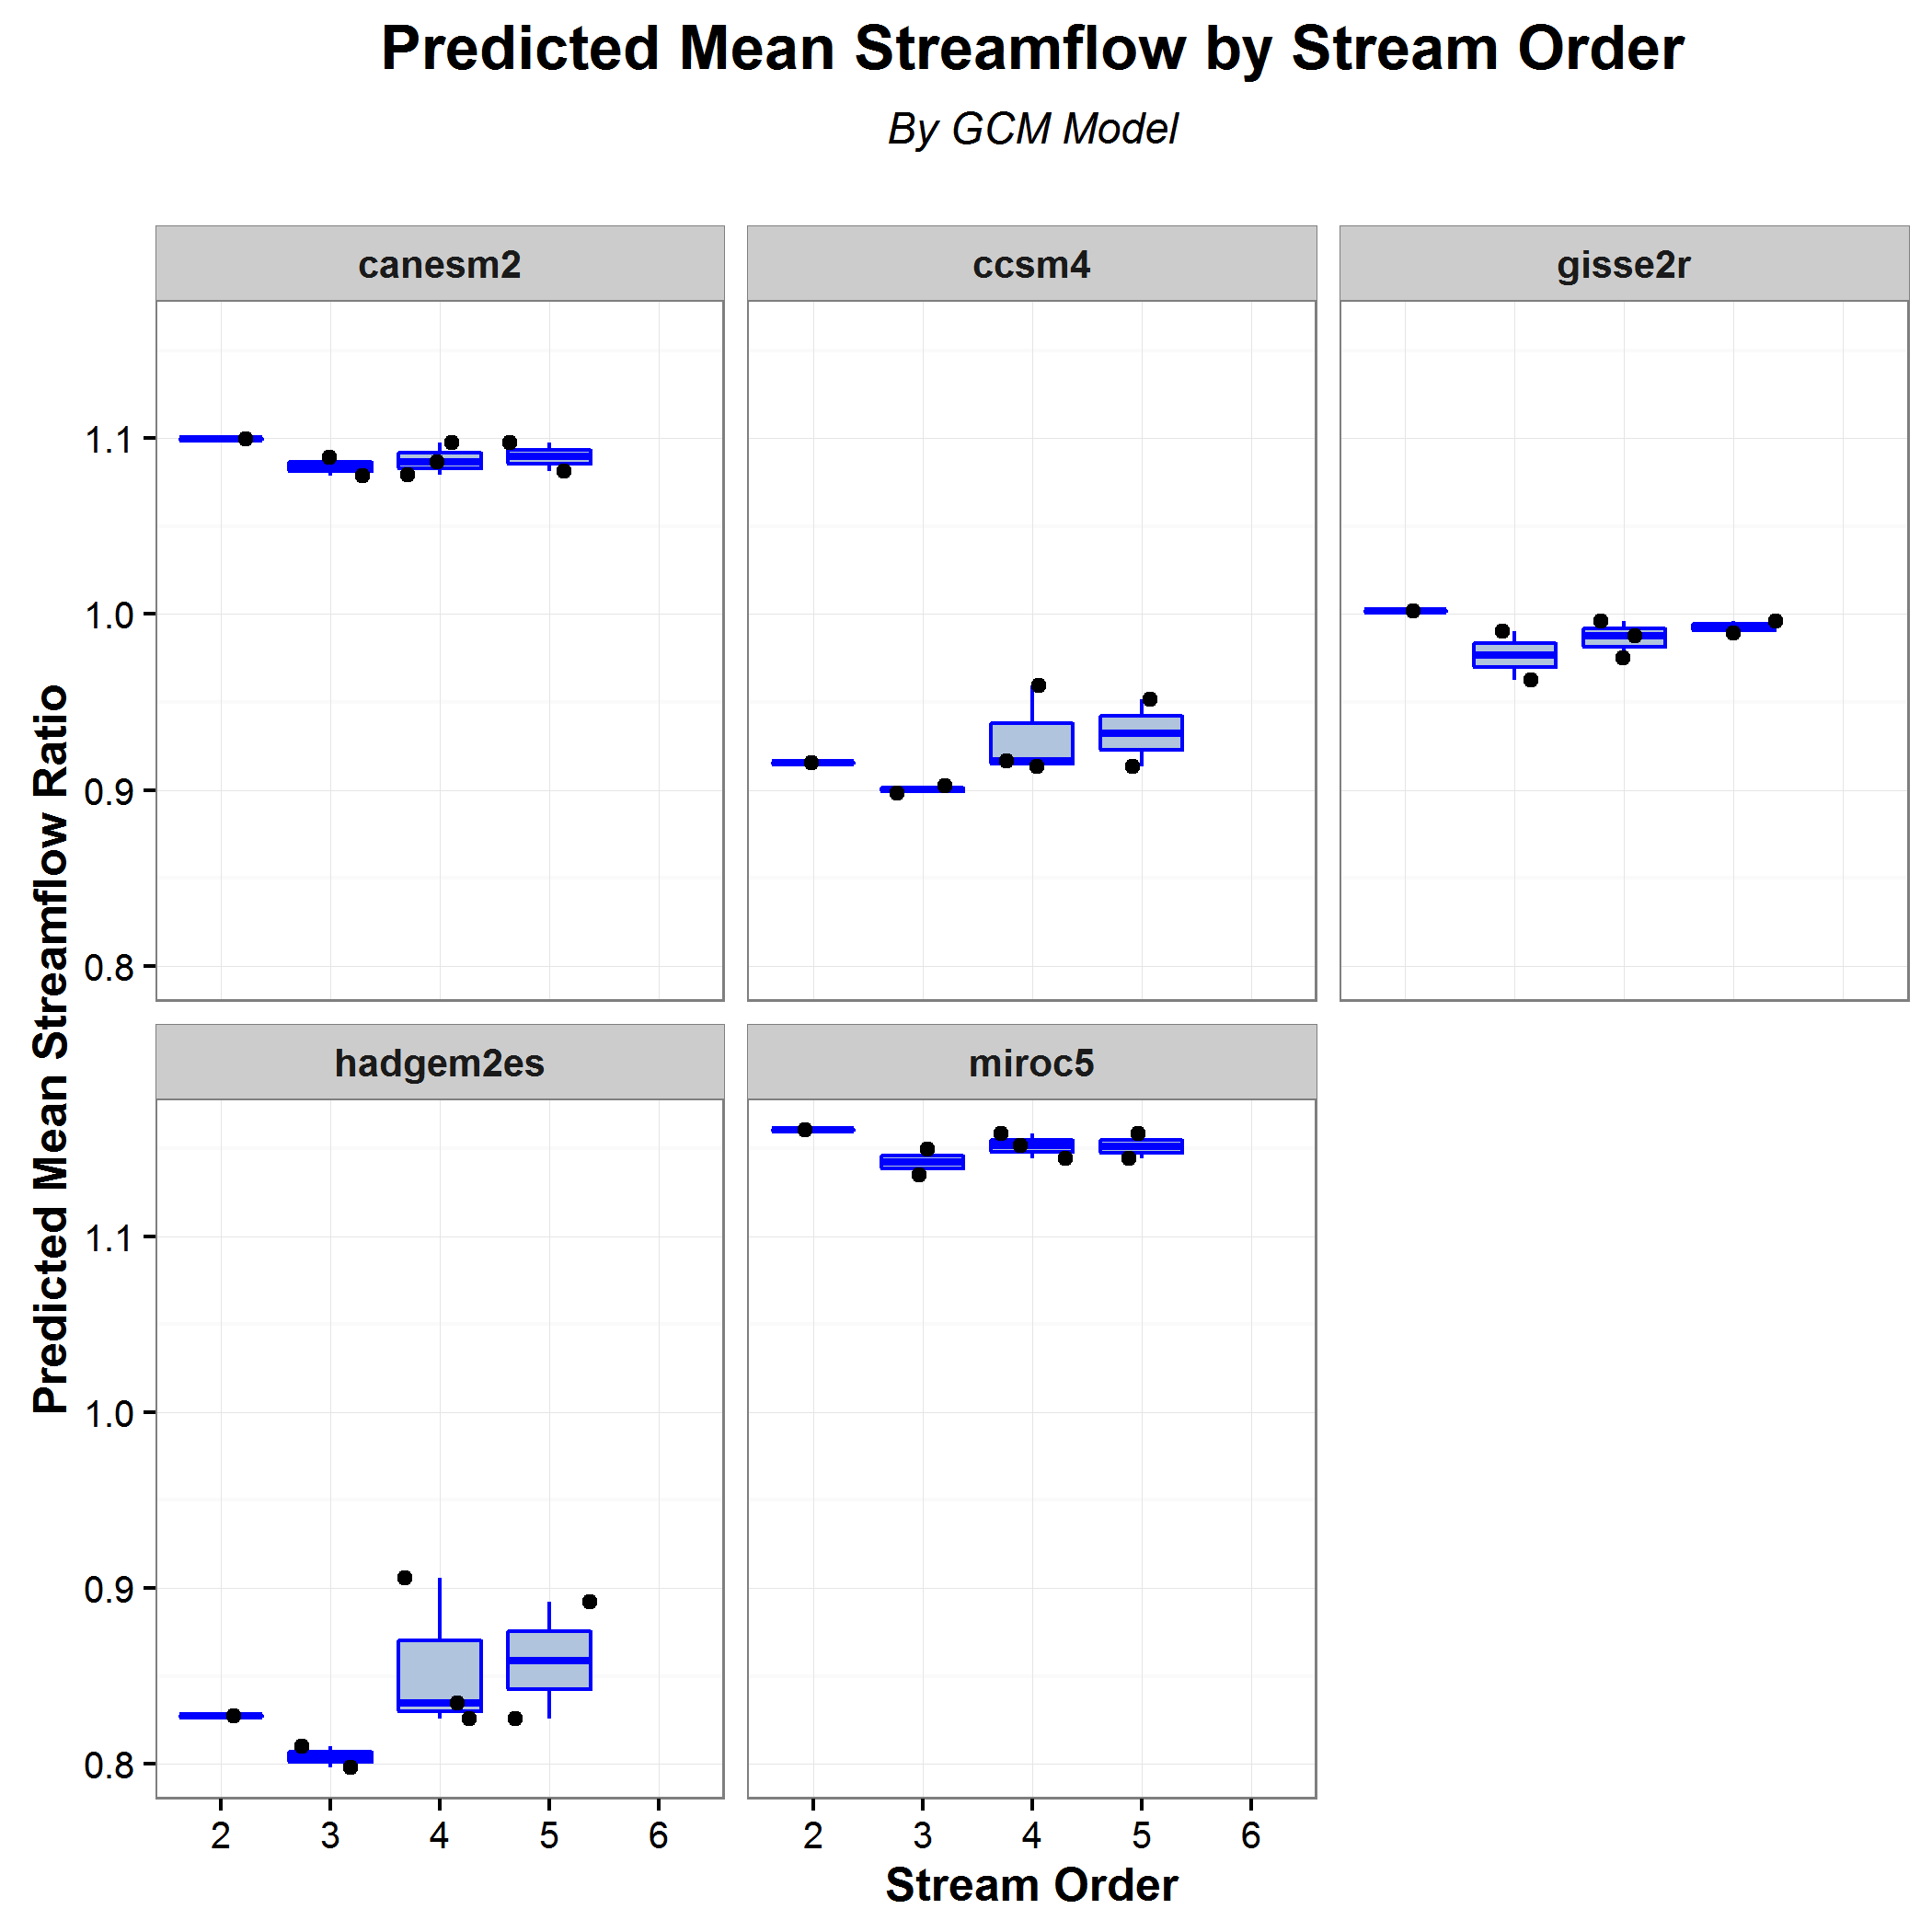 Predicted Mean Streamflow by Stream Order
By GCM Model
canesm2
ccsm4
gisse2r
1.1
1.0
0.9
0.8
Predicted Mean Streamflow Ratio
hadgem2es
miroc5
1.1
1.0
0.9
0.8
2 3 4 5 6
2 3 4 5 6
Stream Order